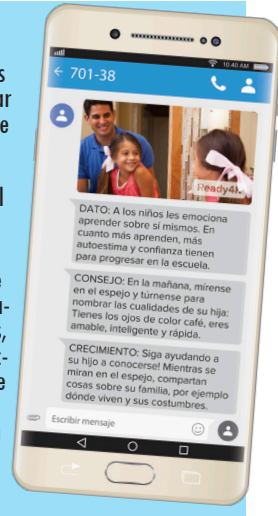 10.40 AM
701-38
DATO: A los niños les emociona
aprender sobre sí mismos. En
cuanto más aprenden, más
autoestima y confianza tienen
para progresar en la escuela.
CONSEJO: En la mañana, mírense
en el espejo y túrnense para
nombrar las cualidades de su hija:
Tienes los ojos de color café, eres
amable, inteligente y rápida.
CRECIMIENTO: Siga ayudando a
su hijo a conocerse! Mientras se
miran en el espejo, compartan
cosas sobre su familia, por ejemplo
dónde viven y sus costumbres.
Escribir mensaje